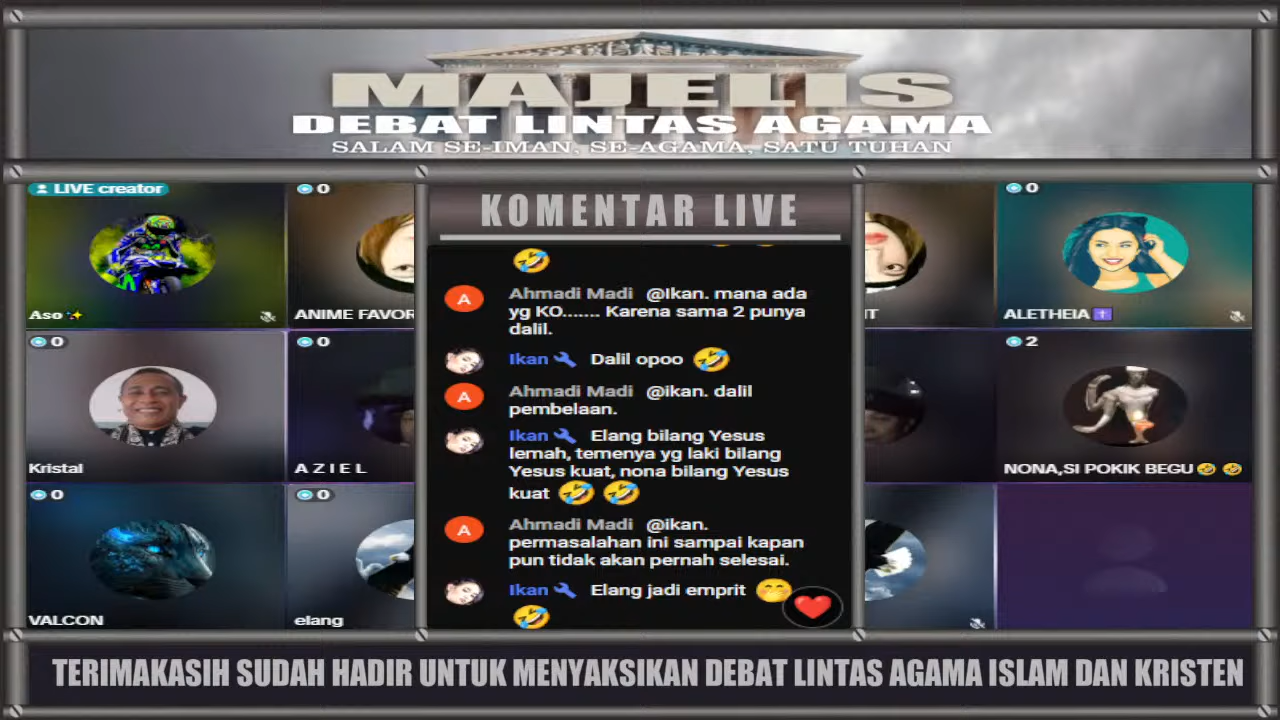 MAJELIS
DEBAT LINTAS AGAMA
SALAM SE-IMAN, SE-AGAMA, SATU TUHAN
LIVE creator
0
0
KOMENTAR LIVE
Aso
ANIME FAVOR
Ahmadi Madi @Ikan. mana ada
yg KO....... Karena sama 2 punya
dalil.
Ikan Dalil opoo 🤣
Ahmadi Madi @ikan. dalil
pembelaan.
Ikan Elang bilang Yesus
lemah, temenya yg laki bilang
Yesus kuat, nona bilang Yesus
kuat 🤣 🤣
Ahmadi Madi @ikan.
permasalahan ini sampai kapan
pun tidak akan pernah selesai.
Ikan Elang jadi emprit 🤭
🤣
A
A
A
IT
ALETHEIA
0
0
2
Kristal
A Z I E L
NONA,SI POKIK BEGU 🤣 🤣
0
0
VALCON
elang
TERIMAKASIH SUDAH HADIR UNTUK MENYAKSIKAN DEBAT LINTAS AGAMA ISLAM DAN KRISTEN